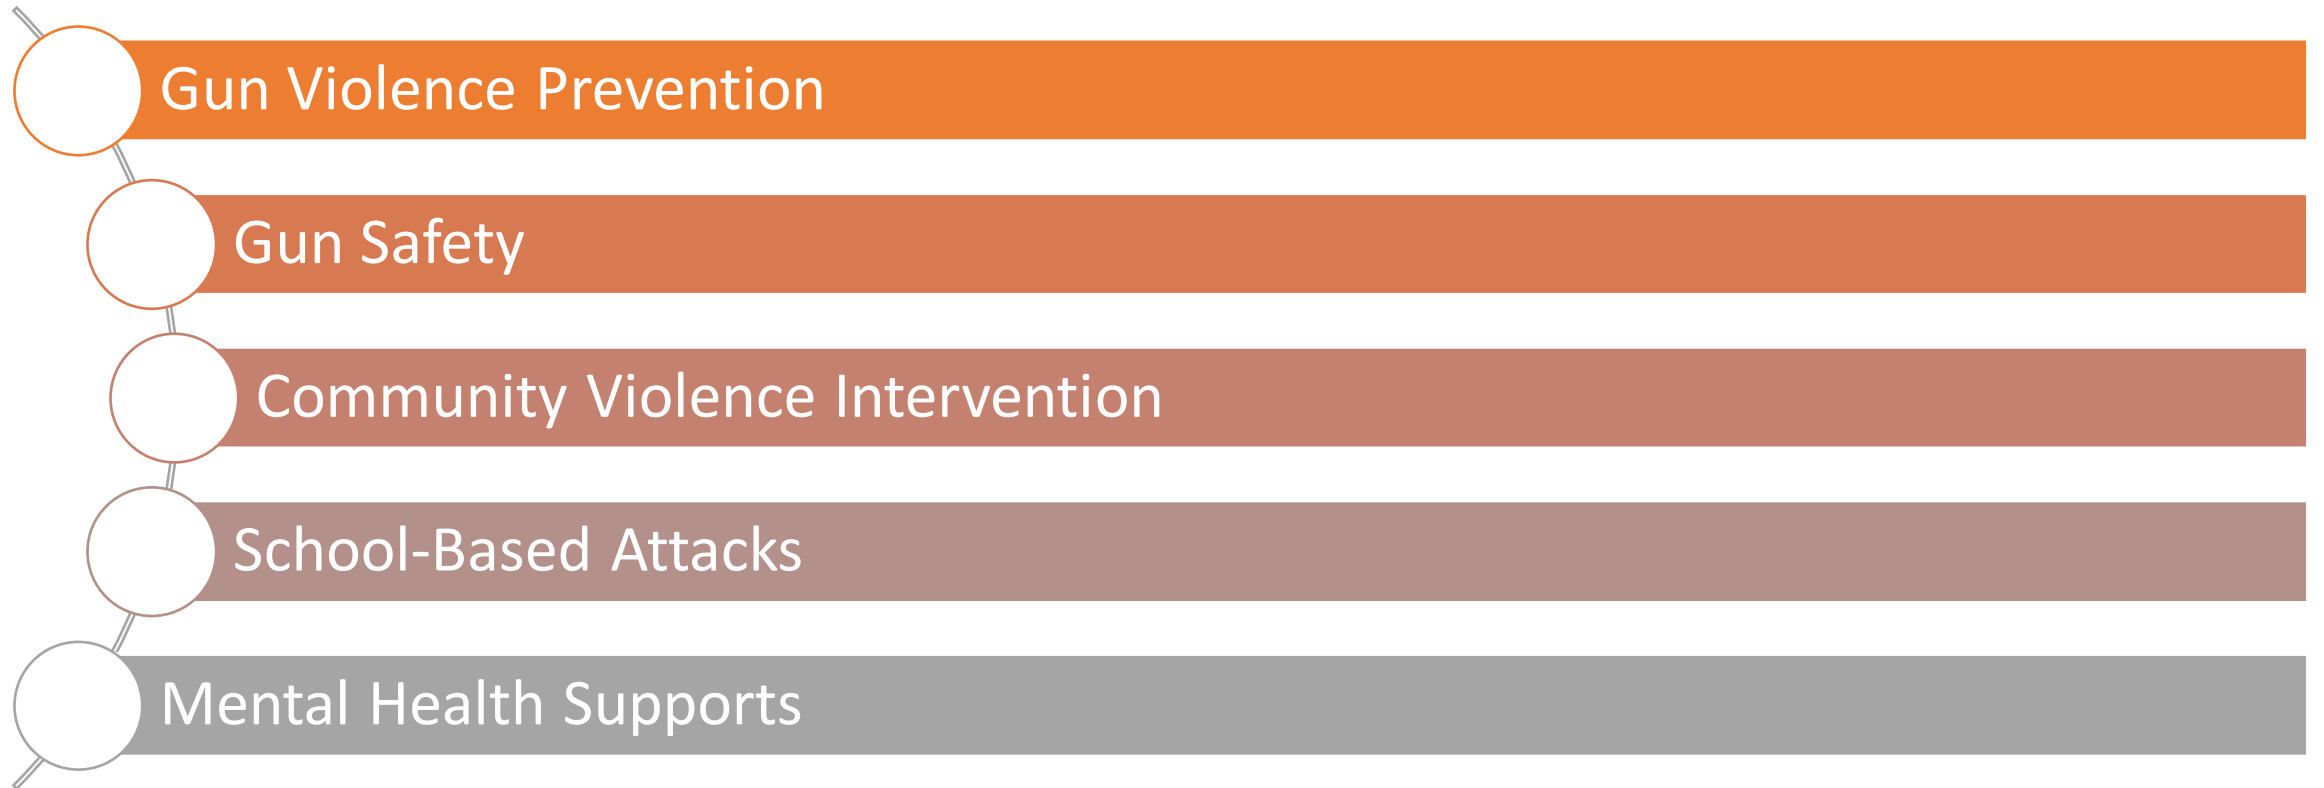 Gun Violence Prevention
Gun Safety
Community Violence Intervention
School-Based Attacks
Mental Health Supports